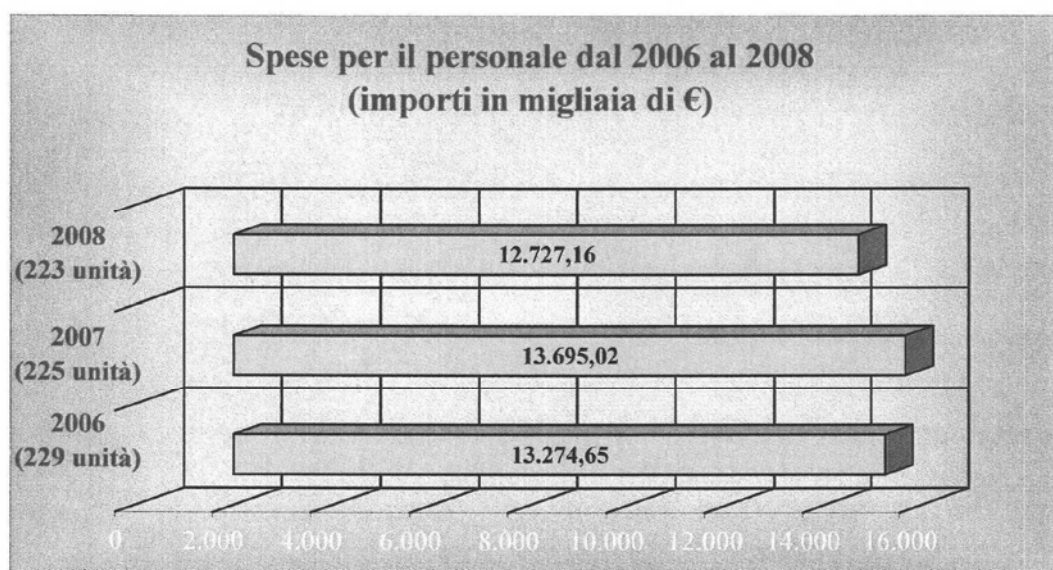 Spese per il personale dal 2006 al 2008
(importi in migliaia di €)
2008
(223 unità)
12.727,16
2007
(225 unità)
13.695,02
2006
(229 unità)
13.274,65
0 2.000 4.000 6.000 8.000 10.000 12.000 14.000 16.000